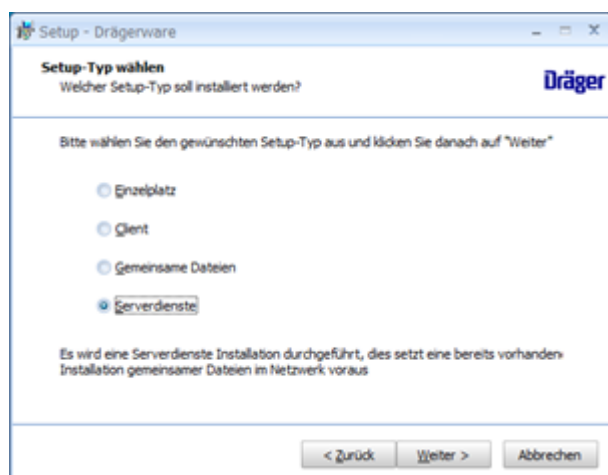 Setup - Drägerware
Setup-Typ wählen
Welcher Setup-Typ soll installiert werden?
Dräger
Bitte wählen Sie den gewünschten Setup-Typ aus und klicken Sie danach auf "Weiter"
Einzelplatz
Client
Gemeinsame Dateien
Serverdienste
Es wird eine Serverdienste Installation durchgeführt, dies setzt eine bereits vorhanden
Installation gemeinsamer Dateien im Netzwerk voraus
< Zurück
Weiter >
Abbrechen